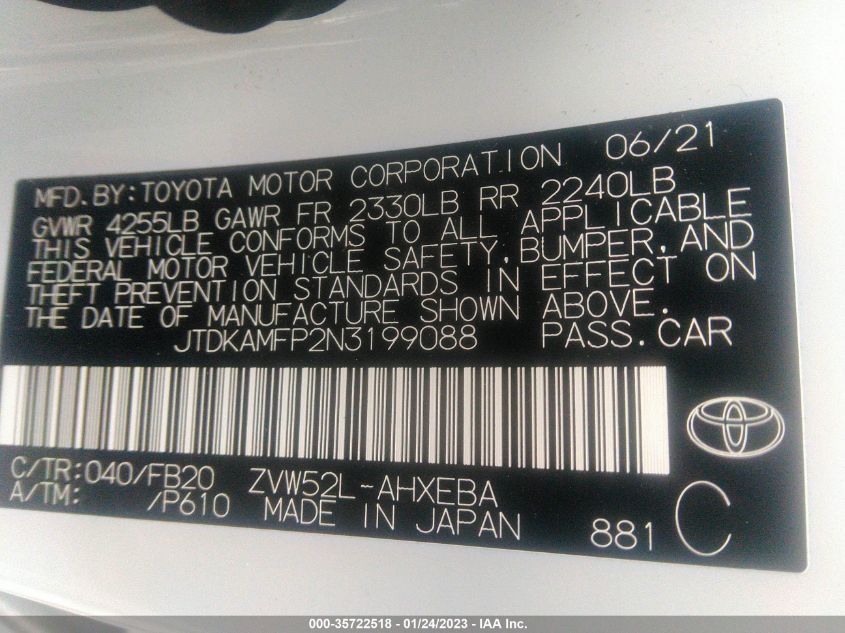 MFD.BY:TOYOTA MOTOR CORPORATION 06/21
GVWR 4255LB GAWR FR 2330LB RR 2240LB
THIS VEHICLE CONFORMS TO ALL APPLICABLE
FEDERAL MOTOR VEHICLE SAFETY,BUMPER,AND
THEFT PREVENTION STANDARDS IN EFFECT ON
THE DATE OF MANUFACTURE SHOWN ABOVE.
JTDKAMFP2N3199088 PASS.CAR
C/TR:040/FB20 ZVW52L-AHXEBA
A/TM: /P610 MADE IN JAPAN 881 C
000-35722518 - 01/24/2023 - IAA Inc.